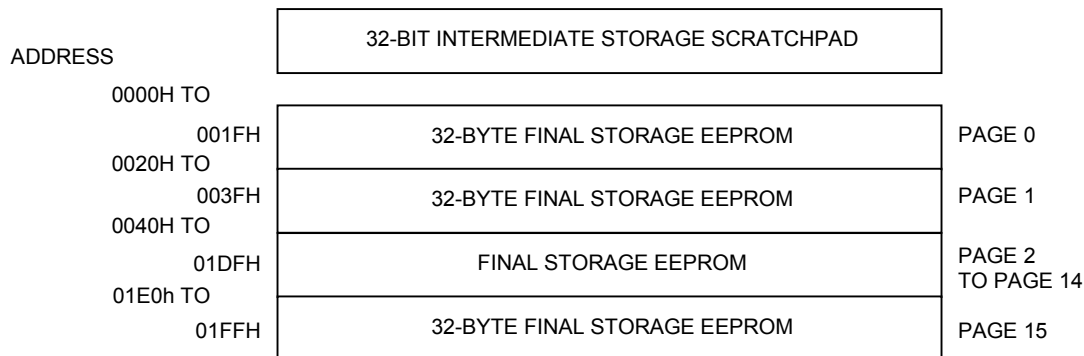 32-BIT INTERMEDIATE STORAGE SCRATCHPAD
ADDRESS
0000H TO
001FH 32-BYTE FINAL STORAGE EEPROM PAGE 0
0020H TO
003FH 32-BYTE FINAL STORAGE EEPROM PAGE 1
0040H TO
01DFH FINAL STORAGE EEPROM PAGE 2
TO PAGE 14
01E0h TO
01FFH 32-BYTE FINAL STORAGE EEPROM PAGE 15